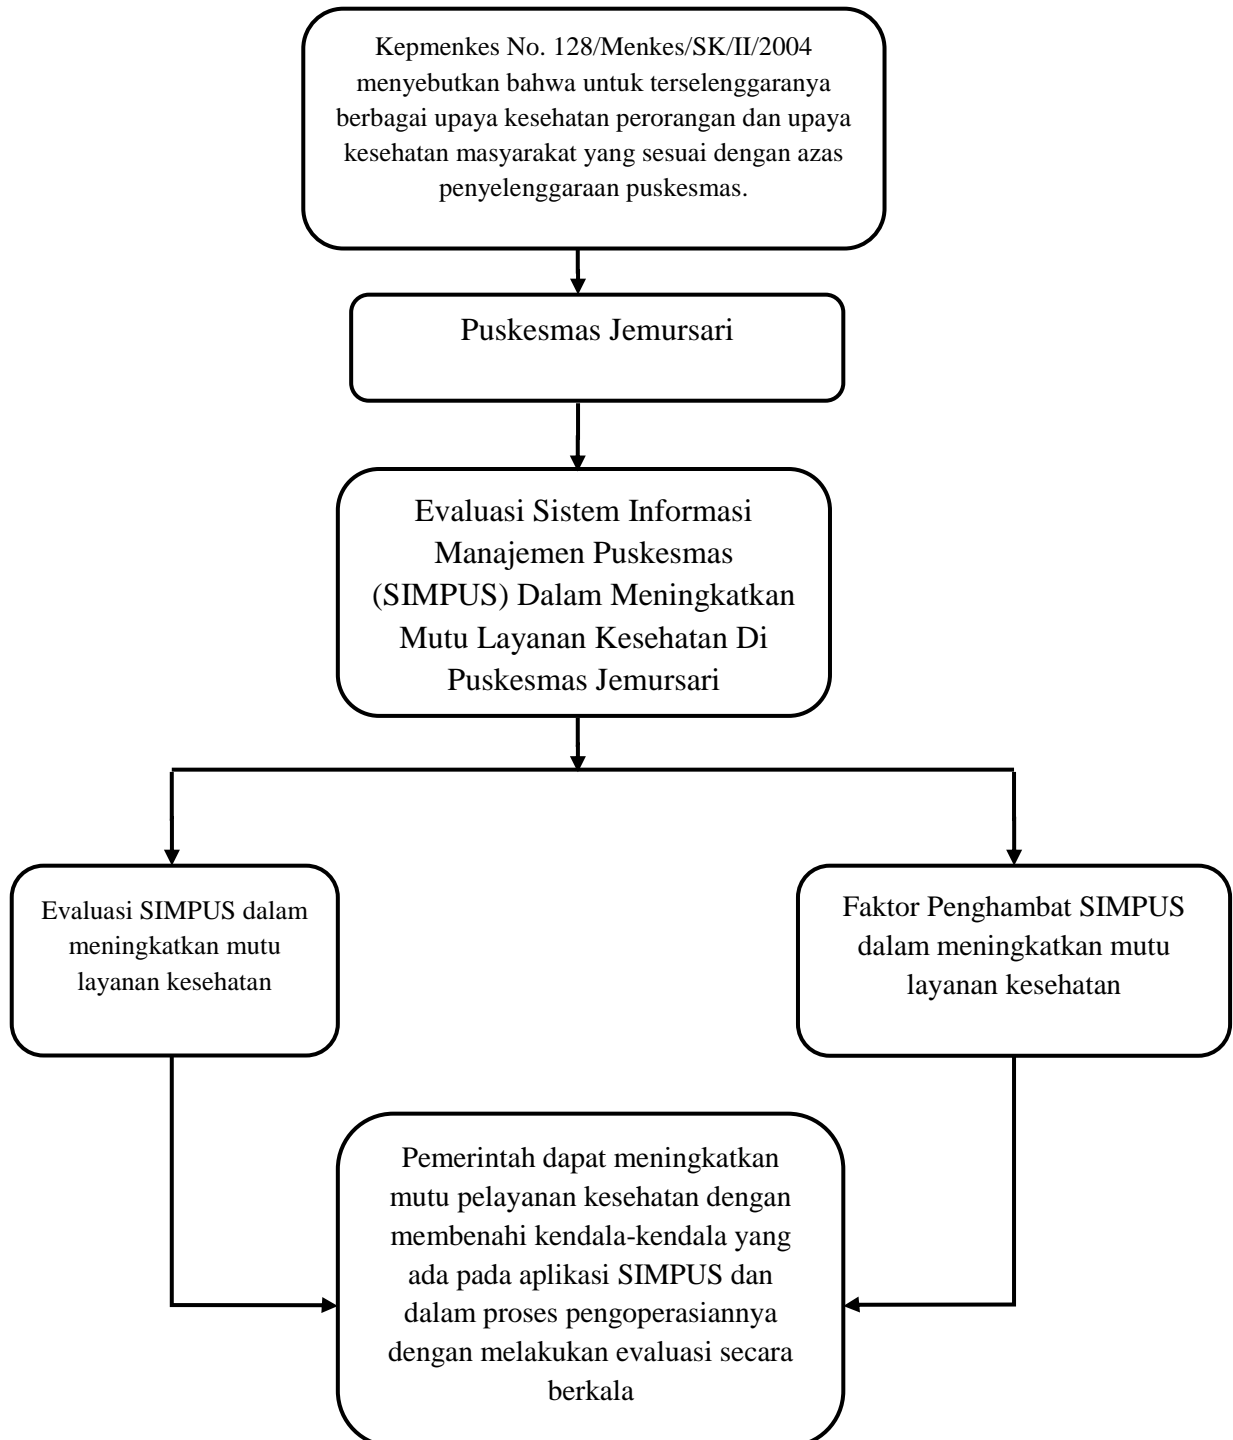 Kepmenkes No. 128/Menkes/SK/II/2004
menyebutkan bahwa untuk terselenggaranya
berbagai upaya kesehatan perorangan dan upaya
kesehatan masyarakat yang sesuai dengan azas
penyelenggaraan puskesmas.
Puskesmas Jemursari
Evaluasi Sistem Informasi
Manajemen Puskesmas
(SIMPUS) Dalam Meningkatkan
Mutu Layanan Kesehatan Di
Puskesmas Jemursari
Evaluasi SIMPUS dalam
meningkatkan mutu
layanan kesehatan
Faktor Penghambat SIMPUS
dalam meningkatkan mutu
layanan kesehatan
Pemerintah dapat meningkatkan
mutu pelayanan kesehatan dengan
membenahi kendala-kendala yang
ada pada aplikasi SIMPUS dan
dalam proses pengoperasiannya
dengan melakukan evaluasi secara
berkala